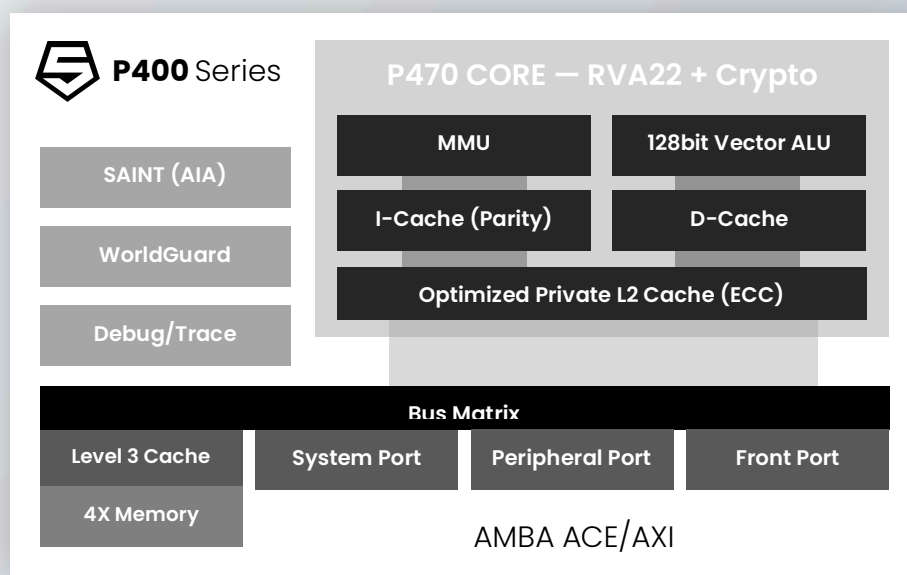 P400 Series
P470 CORE — RVA22 + Crypto
MMU
128bit Vector ALU
SAINT (AIA)
I-Cache (Parity)
D-Cache
WorldGuard
Optimized Private L2 Cache (ECC)
Debug/Trace
Bus Matrix
Level 3 Cache
System Port
Peripheral Port
Front Port
4X Memory
AMBA ACE/AXI